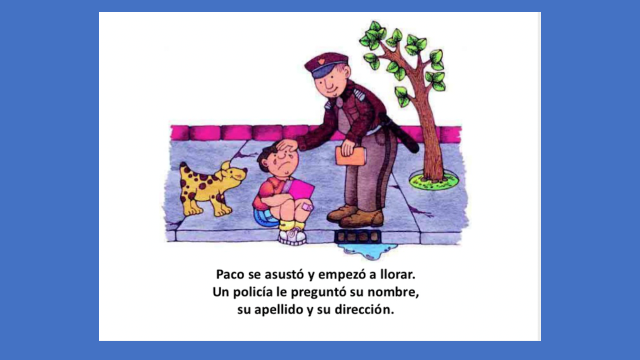 Paco se asustó y empezó a llorar.
Un policía le preguntó su nombre,
su apellido y su dirección.